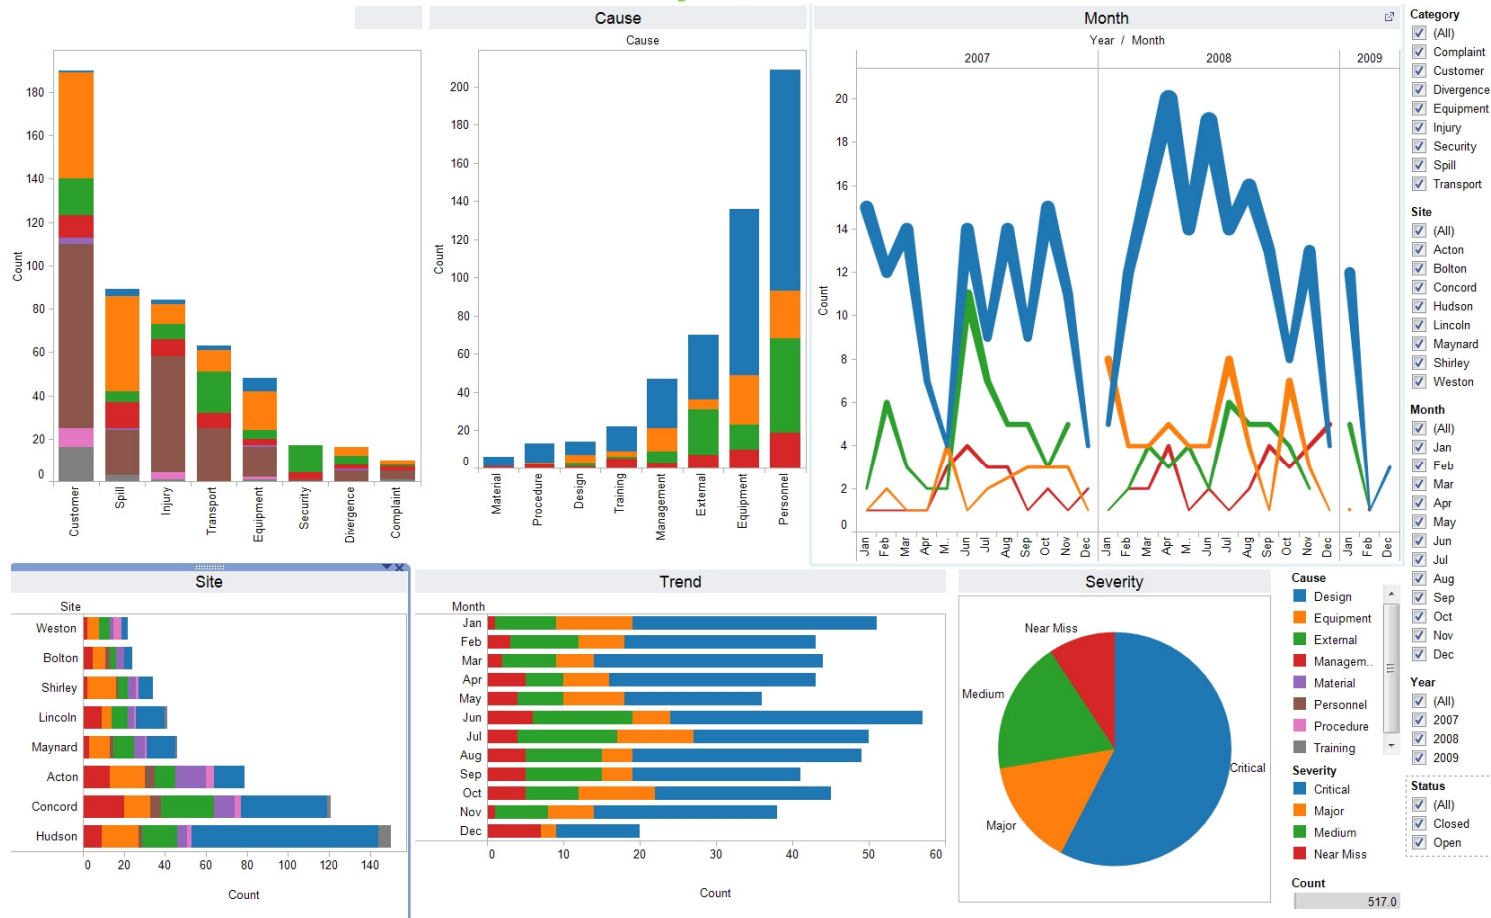 Cause
Month
Cause
Year / Month
2007
2008
2009
Count
180
160
140
120
100
80
60
40
20
0
Customer
Spill
Injury
Transport
Equipment
Security
Divergence
Complaint
Count
200
180
160
140
120
100
80
60
40
20
0
Material
Procedure
Design
Training
Management
External
Equipment
Personnel
Count
20
18
16
14
12
10
8
6
4
2
0
Jan
Feb
Mar
Apr
M..
Jun
Jul
Aug
Sep
Oct
Nov
Dec
Jan
Feb
Mar
Apr
M..
Jun
Jul
Aug
Sep
Oct
Nov
Dec
Jan
Feb
Dec
Category
(All)
Complaint
Customer
Divergence
Equipment
Injury
Security
Spill
Transport
Site
(All)
Acton
Bolton
Concord
Hudson
Lincoln
Maynard
Shirley
Weston
Month
(All)
Jan
Feb
Mar
Apr
May
Jun
Jul
Aug
Sep
Oct
Nov
Dec
Year
(All)
2007
2008
2009
Status
(All)
Closed
Open
Site
Site
Weston
Bolton
Shirley
Lincoln
Maynard
Acton
Concord
Hudson
0 20 40 60 80 100 120 140
Count
Trend
Month
Jan
Feb
Mar
Apr
May
Jun
Jul
Aug
Sep
Oct
Nov
Dec
0 10 20 30 40 50 60
Count
Severity
Near Miss
Medium
Critical
Major
Cause
Design
Equipment
External
Managem..
Material
Personnel
Procedure
Training
Severity
Critical
Major
Medium
Near Miss
Count
517.0